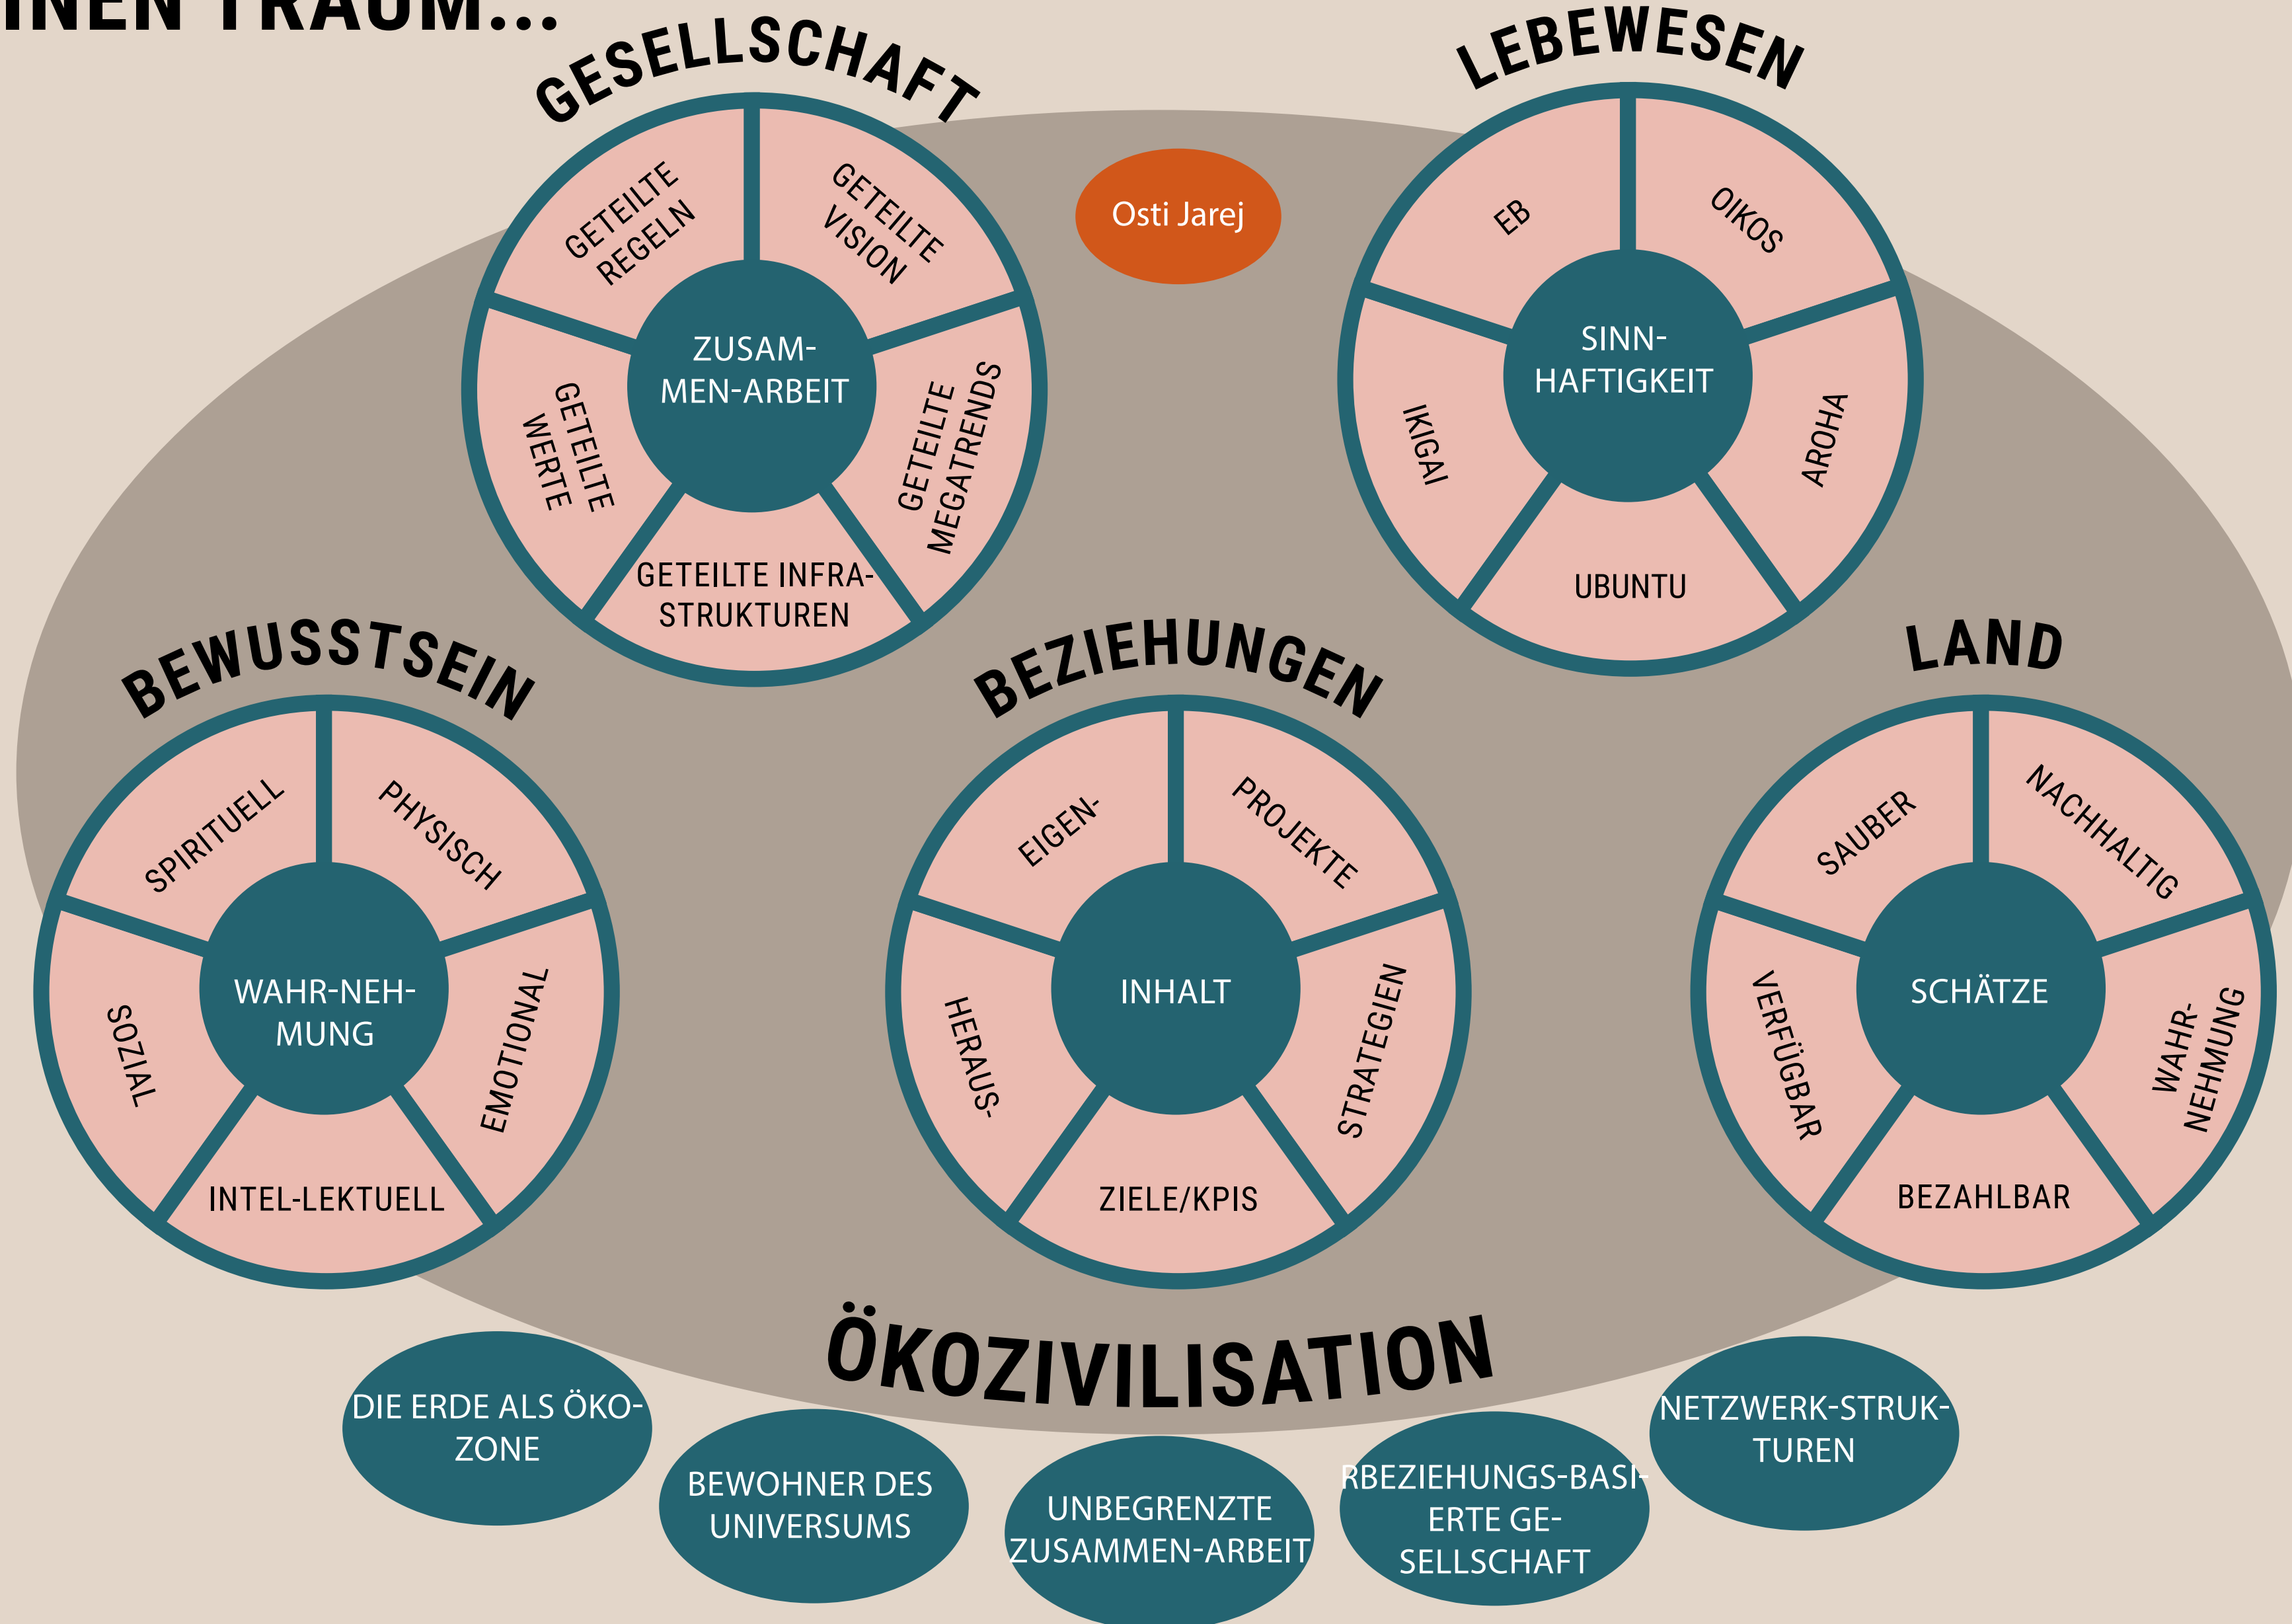 INEN TRAUM...
GESELLSCHAFT
GETEILTE
REGELN
GETEILTE
VISION
ZUSAM-
MEN-ARBEIT
GETEILTE
WERTE
GETEILTE
MEGATRENDS
GETEILTE INFRA-
STRUKTUREN
Osti Jarej
LEBEWESEN
EB
OIKOS
SINN-
HAFTIGKEIT
IKIGAI
AROHA
UBUNTU
BEWUSSTSEIN
SPIRITUELL
PHYSISCH
WAHR-NEH-
MUNG
SOZIAL
EMOTIONAL
INTEL-LEKTUELL
BEZIEHUNGEN
EIGEN-
PROJEKTE
INHALT
HERAUS-
STRATEGIEN
ZIELE/KPIS
LAND
SAUBER
NACHHALTIG
SCHÄTZE
VERFÜGBAR
WAHR-
NEHMUNG
BEZAHLBAR
ÖKOZIVILISATION
DIE ERDE ALS ÖKO-
ZONE
BEWOHNER DES
UNIVERSUMS
UNBEGRENZTE
ZUSAMMEN-ARBEIT
RBEZIEHUNGS-BASI-
ERTE GE-
SELLSCHAFT
NETZWERK-STRUK-
TUREN